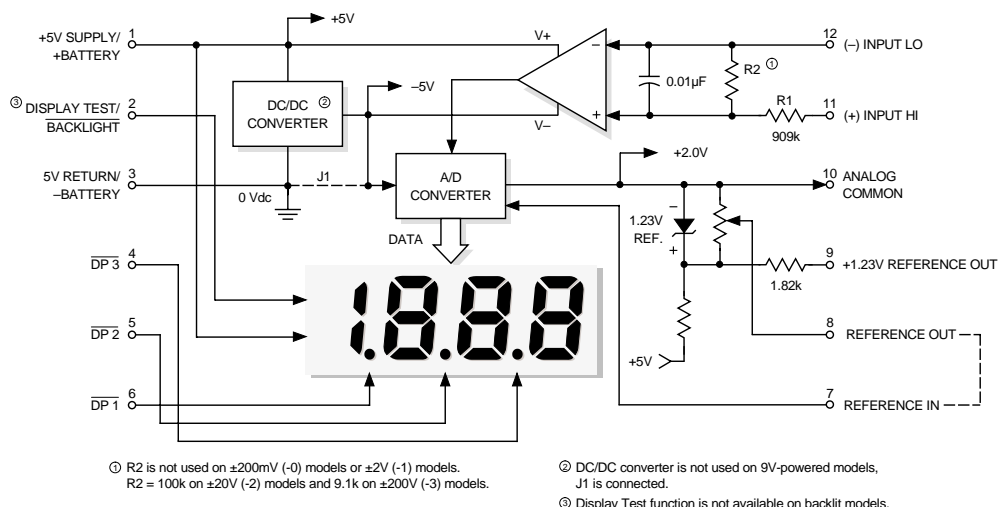 +5V SUPPLY/
+BATTERY
1
③ DISPLAY TEST/
BACKLIGHT
2
5V RETURN/
–BATTERY
3
DP 3
4
DP 2
5
DP 1
6
+5V
DC/DC ②
CONVERTER
–5V
V+
V–
–
+
0.01µF
R2 ①
R1
909k
12 (–) INPUT LO
11 (+) INPUT HI
0 Vdc
J1
A/D
CONVERTER
DATA
+2.0V
10 ANALOG
COMMON
–
1.23V
REF.
+
1.82k
9 +1.23V REFERENCE OUT
8 REFERENCE OUT
+5V
7 REFERENCE IN
18.8.8
① R2 is not used on ±200mV (-0) models or ±2V (-1) models.
R2 = 100k on ±20V (-2) models and 9.1k on ±200V (-3) models.
② DC/DC converter is not used on 9V-powered models,
J1 is connected.
③ Display Test function is not available on backlit models.